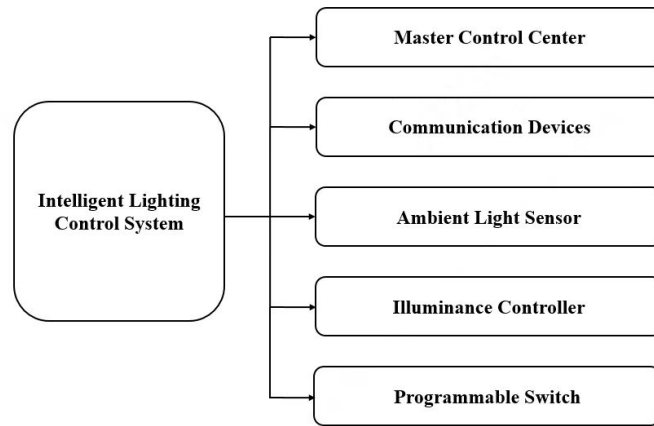 Master Control Center
Communication Devices
Intelligent Lighting
Control System
Ambient Light Sensor
Illuminance Controller
Programmable Switch